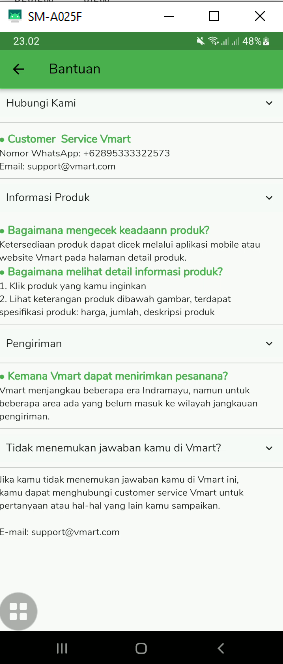 SM-A025F
23.02
48%
Bantuan
Hubungi Kami
• Customer Service Vmart
Nomor WhatsApp: +62895333322573
Email: support@vmart.com
Informasi Produk
• Bagaimana mengecek keadaann produk?
Ketersediaan produk dapat dicek melalui aplikasi mobile atau
website Vmart pada halaman detail produk.
• Bagaimana melihat detail informasi produk?
1. Klik produk yang kamu inginkan
2. Lihat keterangan produk dibawah gambar, terdapat
spesifikasi produk: harga, jumlah, deskripsi produk
Pengiriman
• Kemana Vmart dapat menirimkan pesanana?
Vmart menjangkau beberapa era Indramayu, namun untuk
beberapa area ada yang belum masuk ke wilayah jangkauan
pengiriman.
Tidak menemukan jawaban kamu di Vmart?
Jika kamu tidak menemukan jawaban kamu di Vmart ini,
kamu dapat menghubungi customer service Vmart untuk
pertanyaan atau hal-hal yang lain kamu sampaikan.
E-mail: support@vmart.com